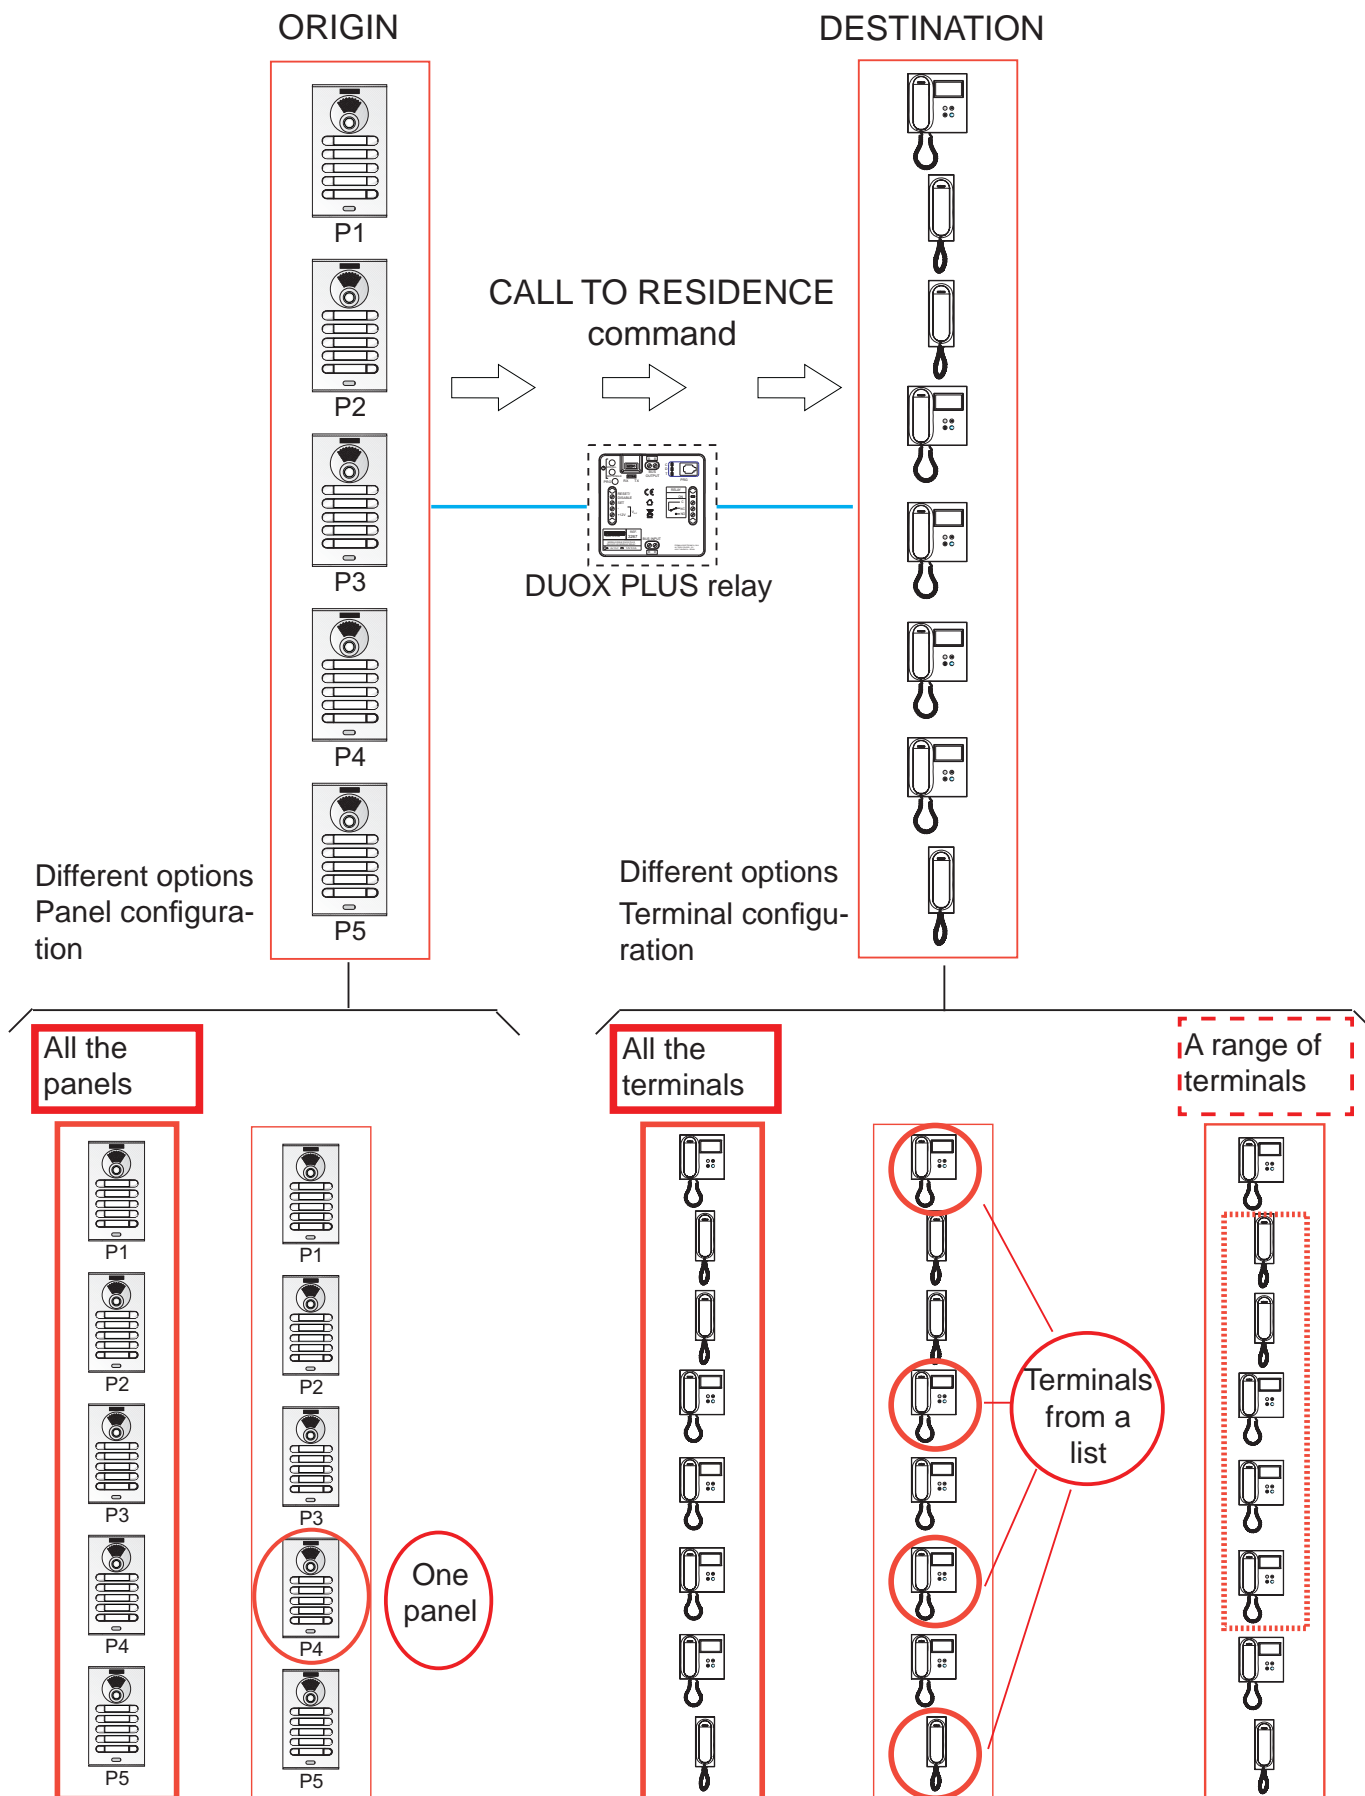 ORIGIN
DESTINATION
P1
P2
P3
P4
P5
CALL TO RESIDENCE
command
DUOX PLUS relay
Different options
Panel configura-
tion
Different options
Terminal configu-
ration
All the
panels
All the
terminals
A range of
terminals
P1
P2
P3
P4
P5
P1
P2
P3
P4
P5
One
panel
Terminals
from a
list